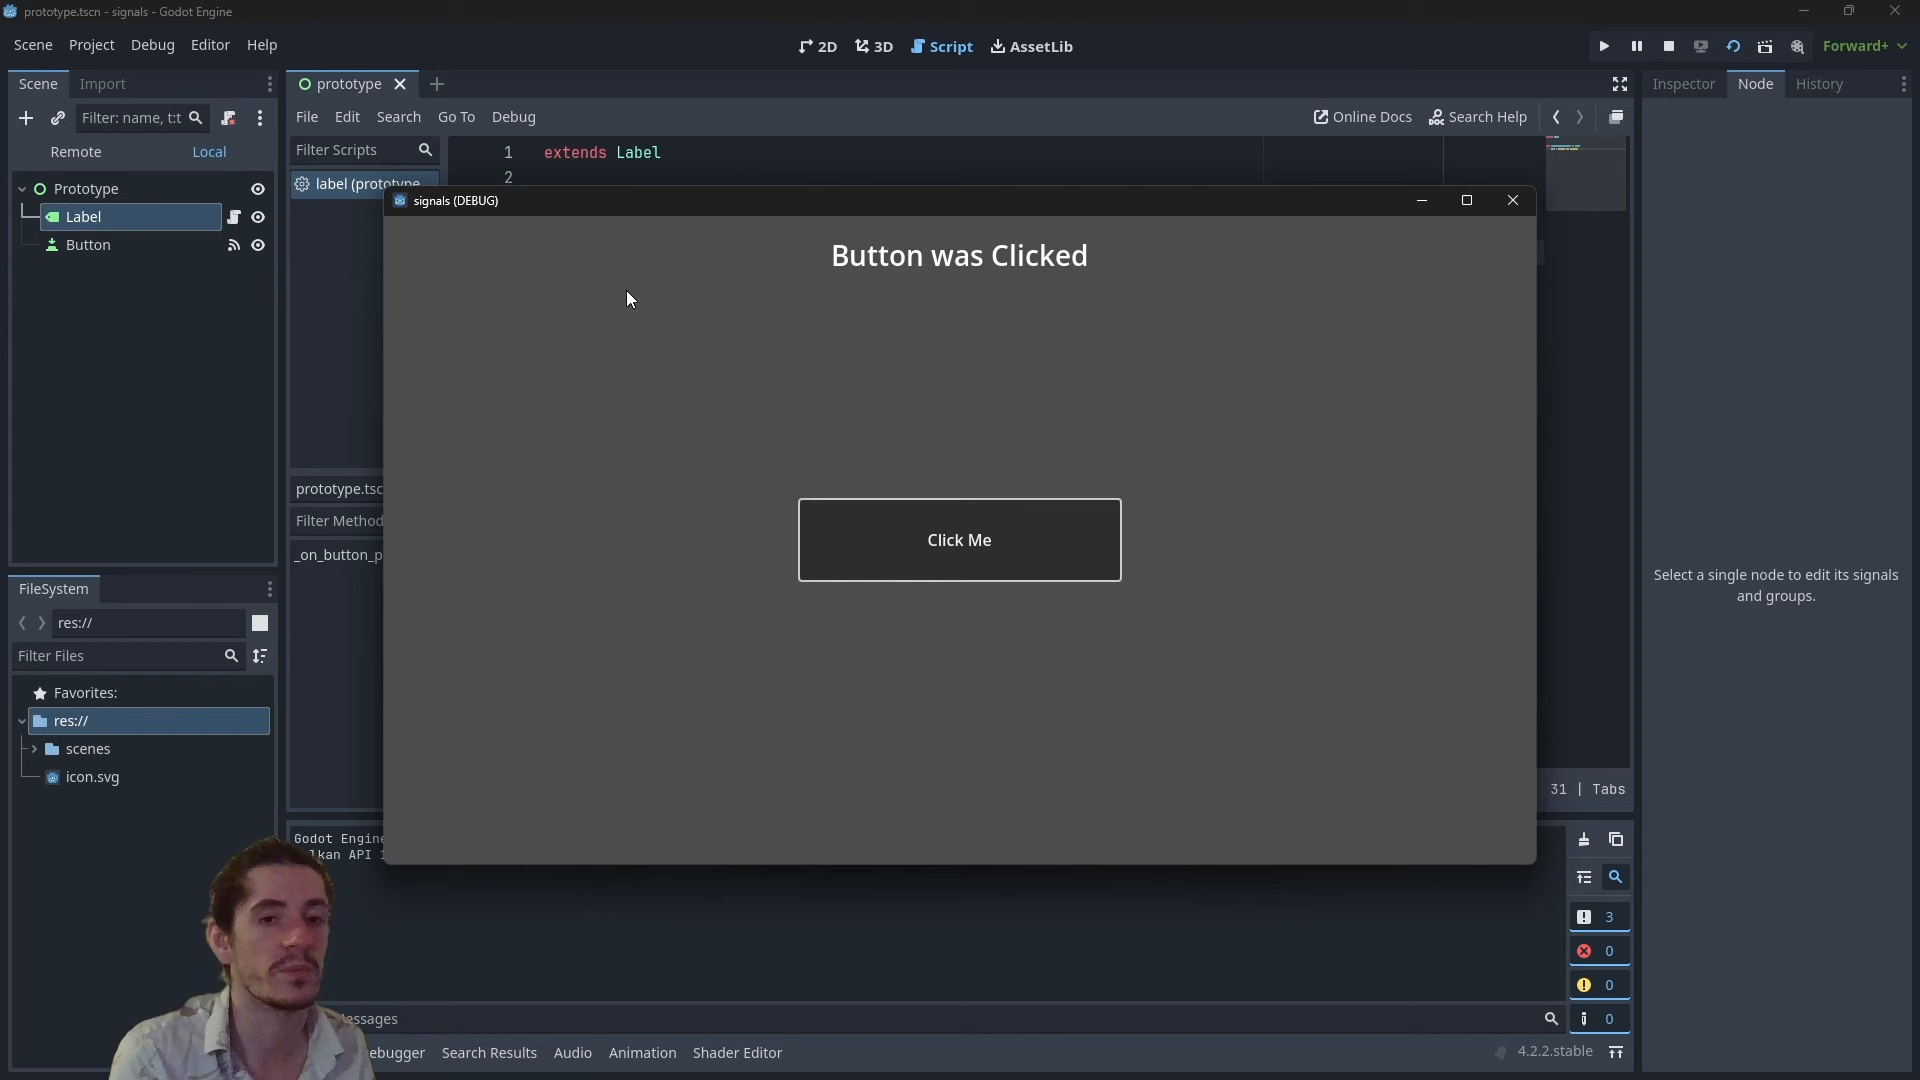 prototype.tscn - signals - Godot Engine
Scene Project Debug Editor Help
2D 3D Script AssetLib
Forward+
Scene Import
prototype
Inspector Node History
Filter: name, t:t
File Edit Search Go To Debug
Online Docs Search Help
Remote Local
Filter Scripts
1 extends Label
2
label (prototype
Prototype
Label
Button
signals (DEBUG)
Button was Clicked
Click Me
prototype.tsc
Filter Method
_on_button_p
Select a single node to edit its signals
and groups.
FileSystem
res://
Filter Files
Favorites:
res://
scenes
icon.svg
31 | Tabs
Godot Engine
lkan API 1
3
0
0
0
essages
ebugger Search Results Audio Animation Shader Editor
4.2.2.stable